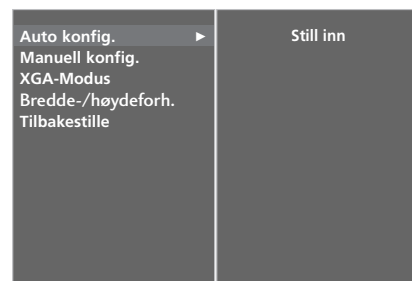 Auto konfig. ► Still inn
Manuell konfig.
XGA-Modus
Bredde-/høydeforh.
Tilbakestille